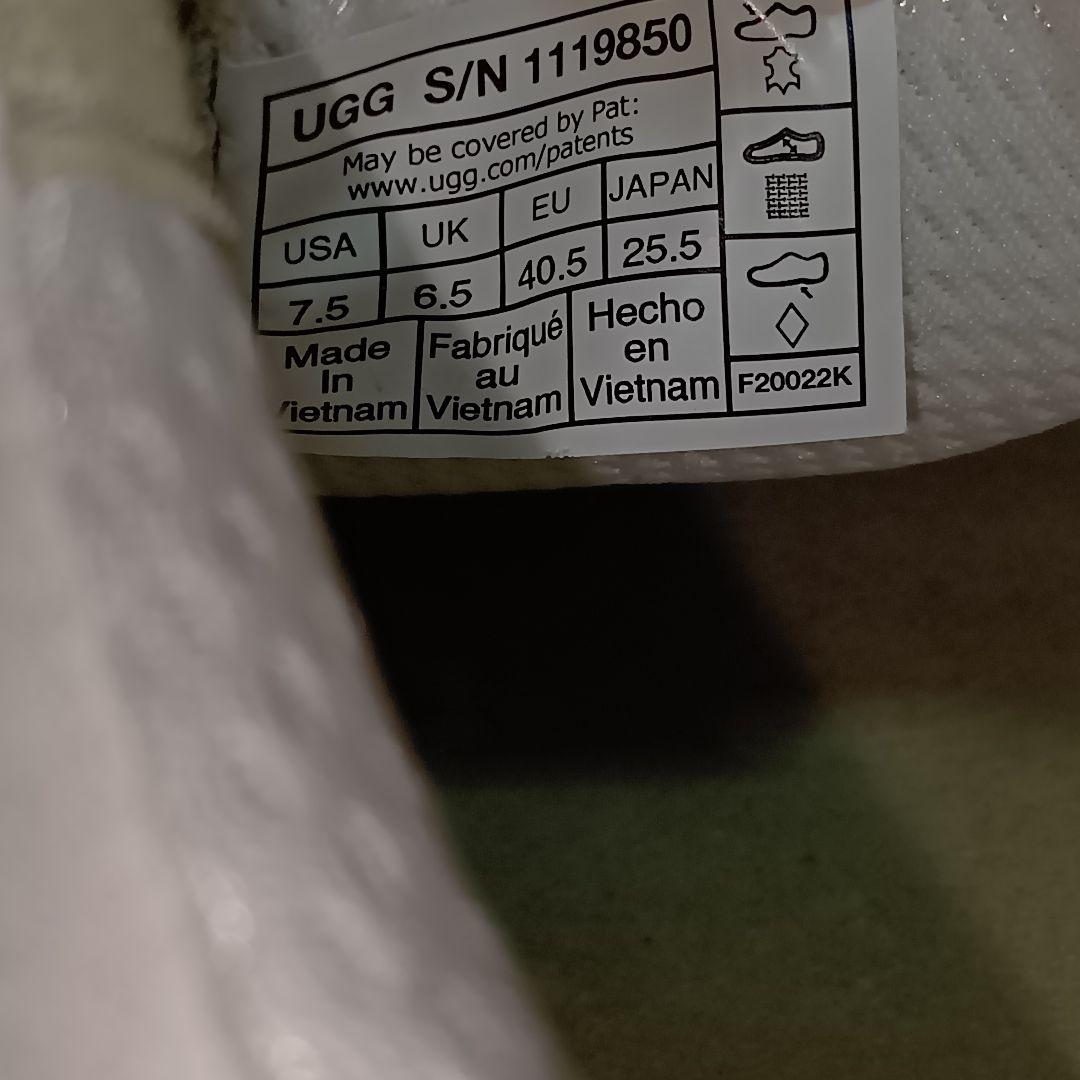 UGG S/N 1119850
May be covered by Pat:
www.ugg.com/patents
USA UK EU JAPAN
7.5 6.5 40.5 25.5
Made In Vietnam
Fabriqué au Vietnam
Hecho en Vietnam
F20022K